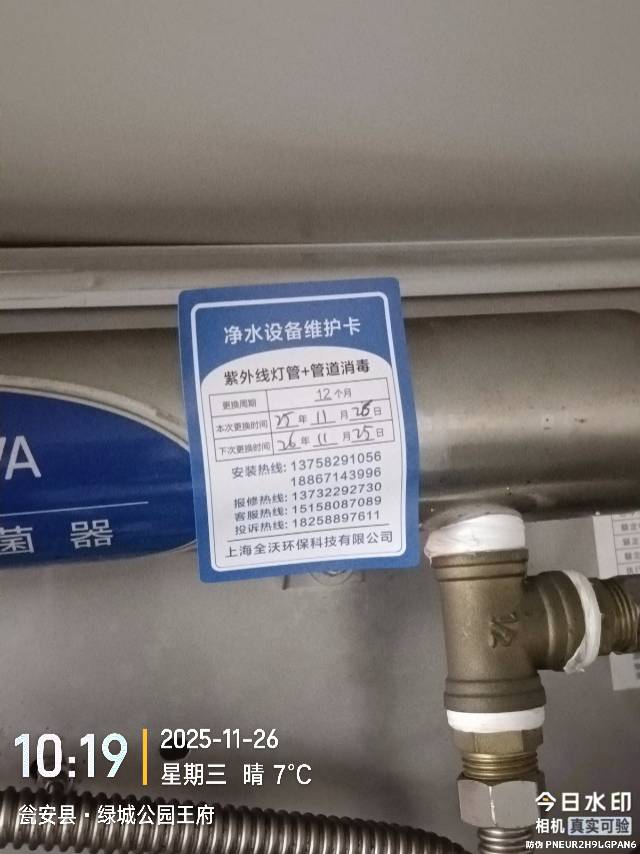 净水设备维护卡
紫外线灯管+管道消毒
更换周期 12个月
本次更换时间 25年 11月26日
下次更换时间 26年 11月25日
安装热线: 13758291056
18867143996
报修热线: 13732292730
客服热线: 15158087089
投诉热线: 18258897611
上海全沃环保科技有限公司
VA
菌器
10:19
2025-11-26
星期三 晴 7℃
瓮安县·绿城公园王府
今日水印
相机 真实可验
防伪 PNEUR2H9LGPAN6